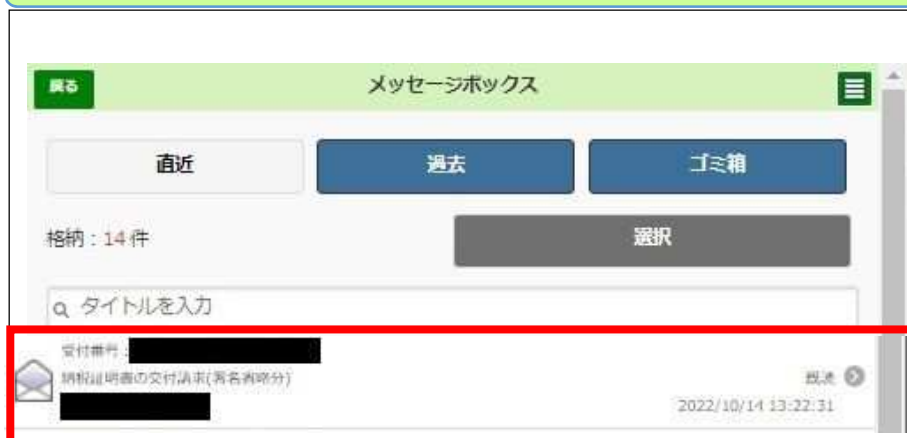 戻る
メッセージボックス
直近
過去
ゴミ箱
格納：14件
選択
タイトルを入力
受付番号：
納税証明書の交付請求(署名省略分)
既読
2022/10/14 13:22:31